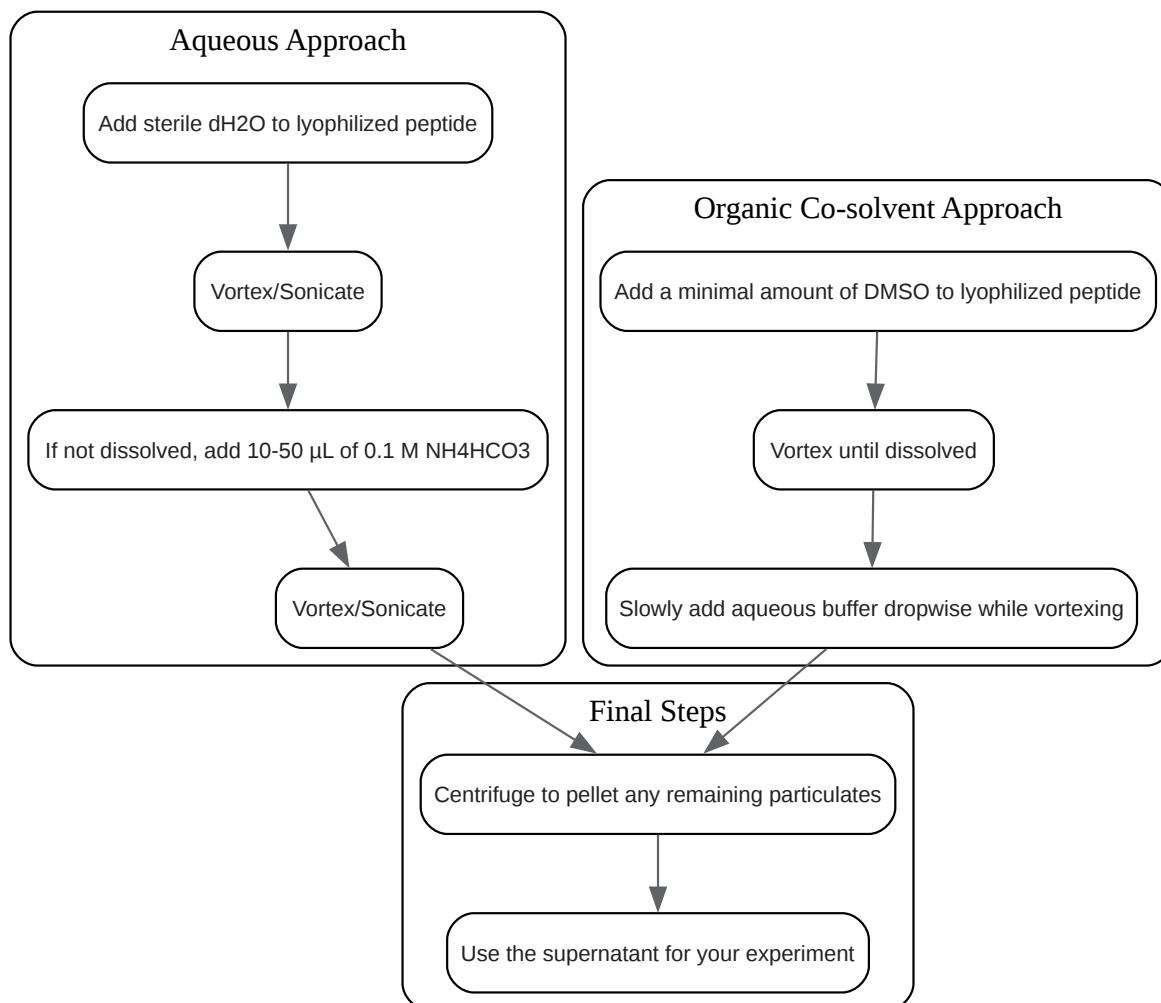 Aqueous Approach
Add sterile dH2O to lyophilized peptide
Vortex/Sonicate
If not dissolved, add 10-50 µL of 0.1 M NH4HCO3
Vortex/Sonicate
Organic Co-solvent Approach
Add a minimal amount of DMSO to lyophilized peptide
Vortex until dissolved
Slowly add aqueous buffer dropwise while vortexing
Final Steps
Centrifuge to pellet any remaining particulates
Use the supernatant for your experiment